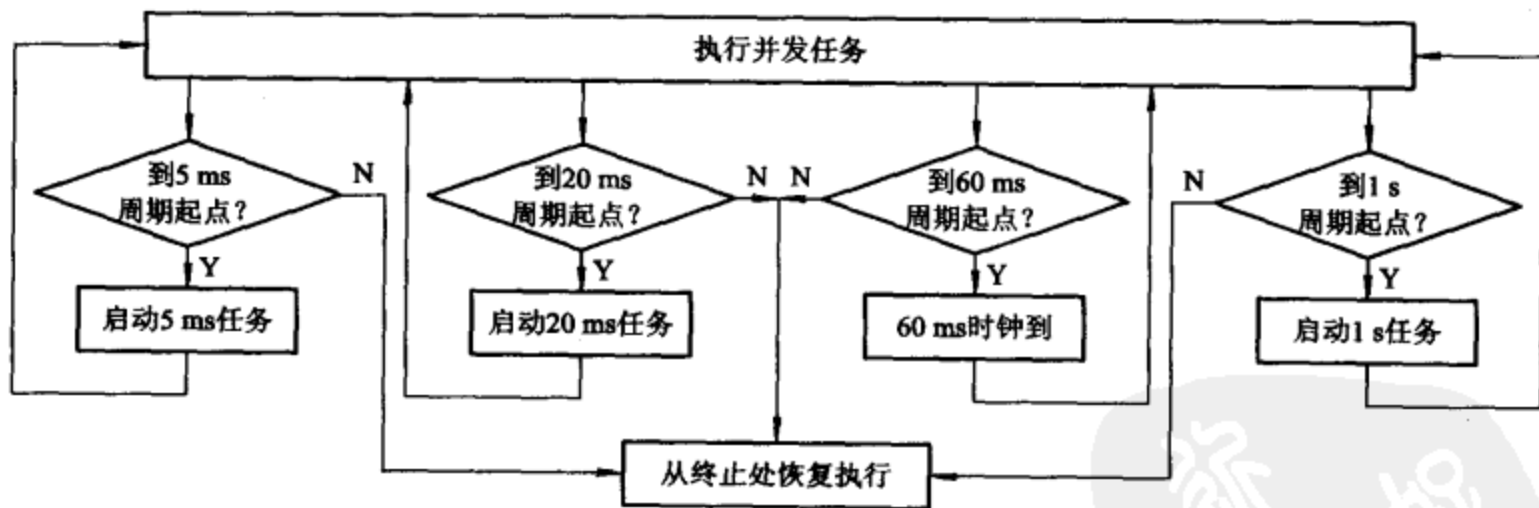 执行并发任务
到5 ms
周期起点？
N
到20 ms
周期起点？
N
N
到60 ms
周期起点？
N
到1 s
周期起点？
Y
Y
Y
Y
启动5 ms任务
启动20 ms任务
60 ms时钟到
启动1 s任务
从终止处恢复执行